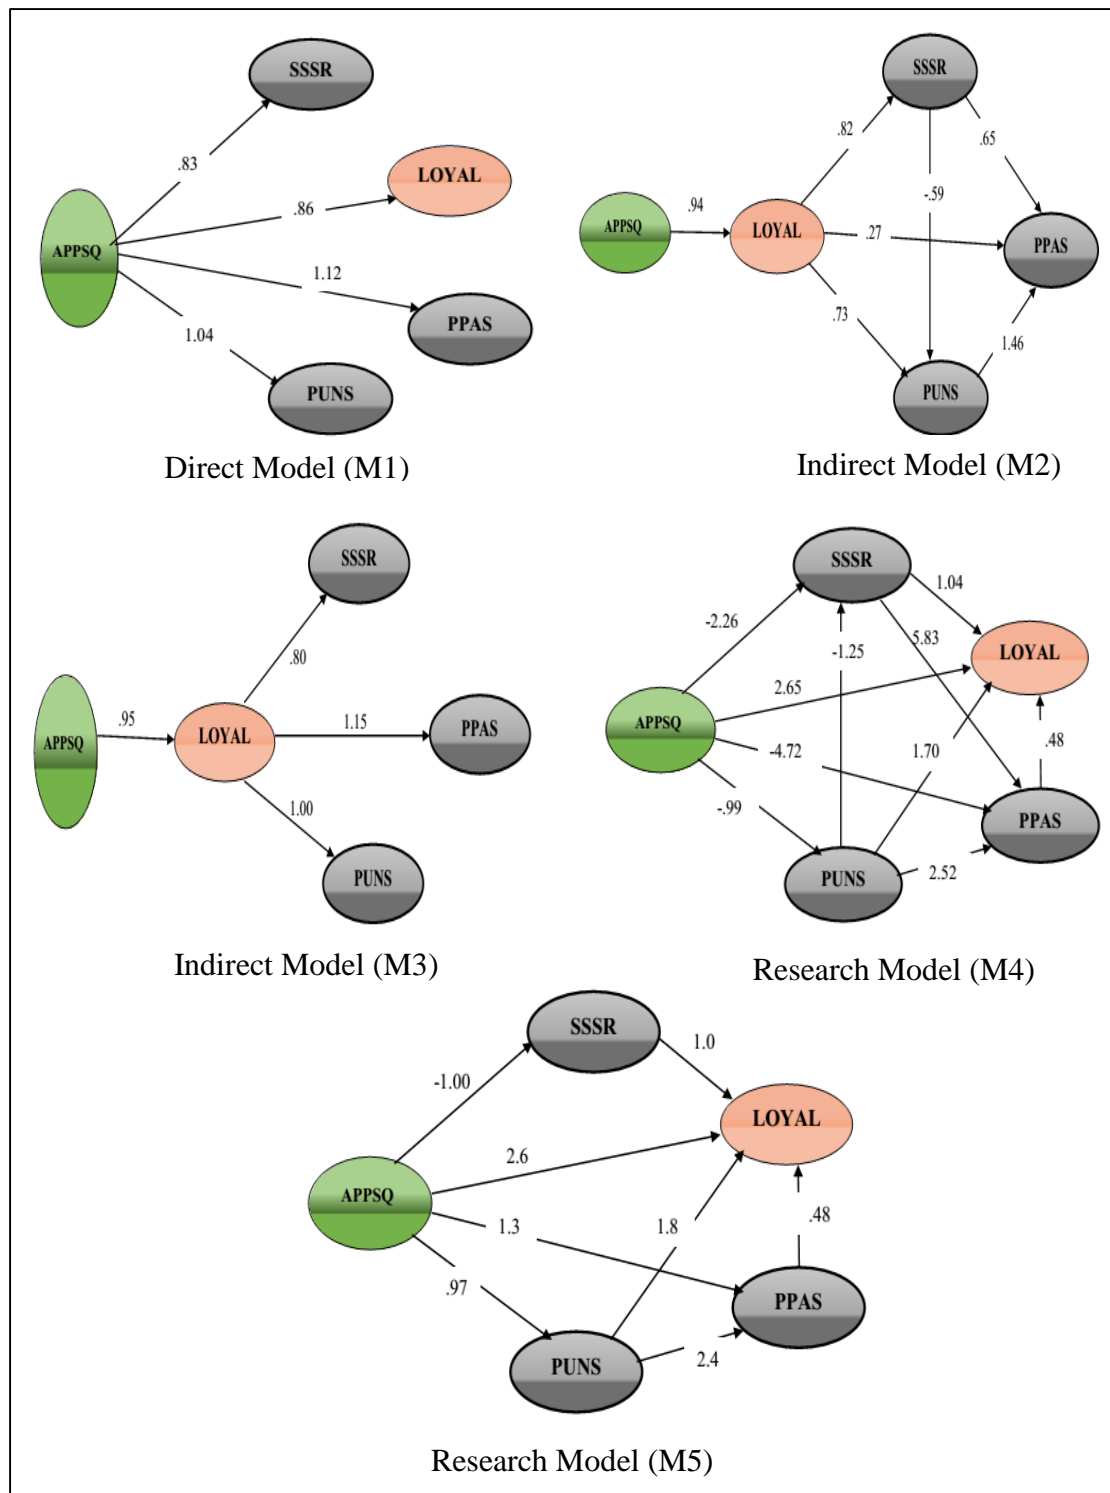 SSSR
.83
LOYAL
.86
APPSQ
1.12
PPAS
1.04
PUNS
Direct Model (M1)
SSSR
.82
.65
-.59
APPSQ
.94
LOYAL
.27
PPAS
.73
1.46
PUNS
Indirect Model (M2)
SSSR
.80
APPSQ
.95
LOYAL
1.15
PPAS
1.00
PUNS
Indirect Model (M3)
SSSR
1.04
-2.26
-1.25
5.83
LOYAL
2.65
APPSQ
-4.72
1.70
.48
-.99
PPAS
2.52
PUNS
Research Model (M4)
SSSR
1.0
-1.00
LOYAL
2.6
APPSQ
1.3
1.8
.48
.97
PPAS
2.4
PUNS
Research Model (M5)